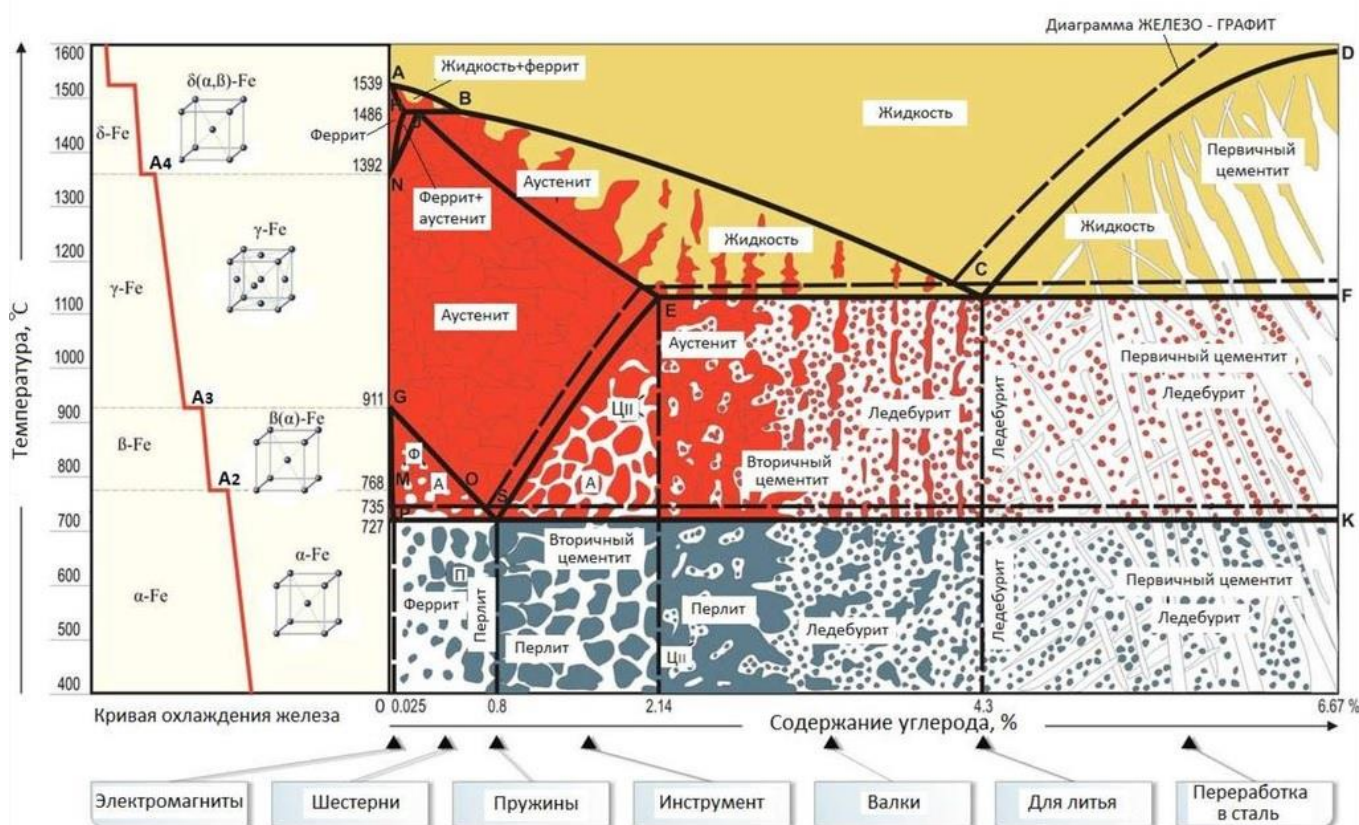 Диаграмма ЖЕЛЕЗО - ГРАФИТ
Температура, °C
1600
1500
1400
1300
1200
1100
1000
900
800
700
600
500
400
δ(α,ß)-Fe
δ-Fe
A4
γ-Fe
γ-Fe
A3
β(α)-Fe
ß-Fe
A2
α-Fe
α-Fe
Кривая охлаждения железа
1539
1486
1392
911
768
735
727
A
Жидкость+феррит
B
Феррит
N
Феррит+
аустенит
Аустенит
Жидкость
Жидкость
D
Первичный
цементит
Жидкость
C
F
E
Аустенит
Аустенит
G
Ф
M
А
O
S
P
ЦII
А
Ледебурит
Вторичный
цементит
Ледебурит
Первичный цементит
Ледебурит
K
П
Феррит
Перлит
Вторичный
цементит
Перлит
Перлит
ЦII
Ледебурит
Ледебурит
Первичный цементит
Ледебурит
0 0.025 0.8 2.14 4.3 6.67 %
Содержание углерода, %
Электромагниты
Шестерни
Пружины
Инструмент
Валки
Для литья
Переработка
в сталь